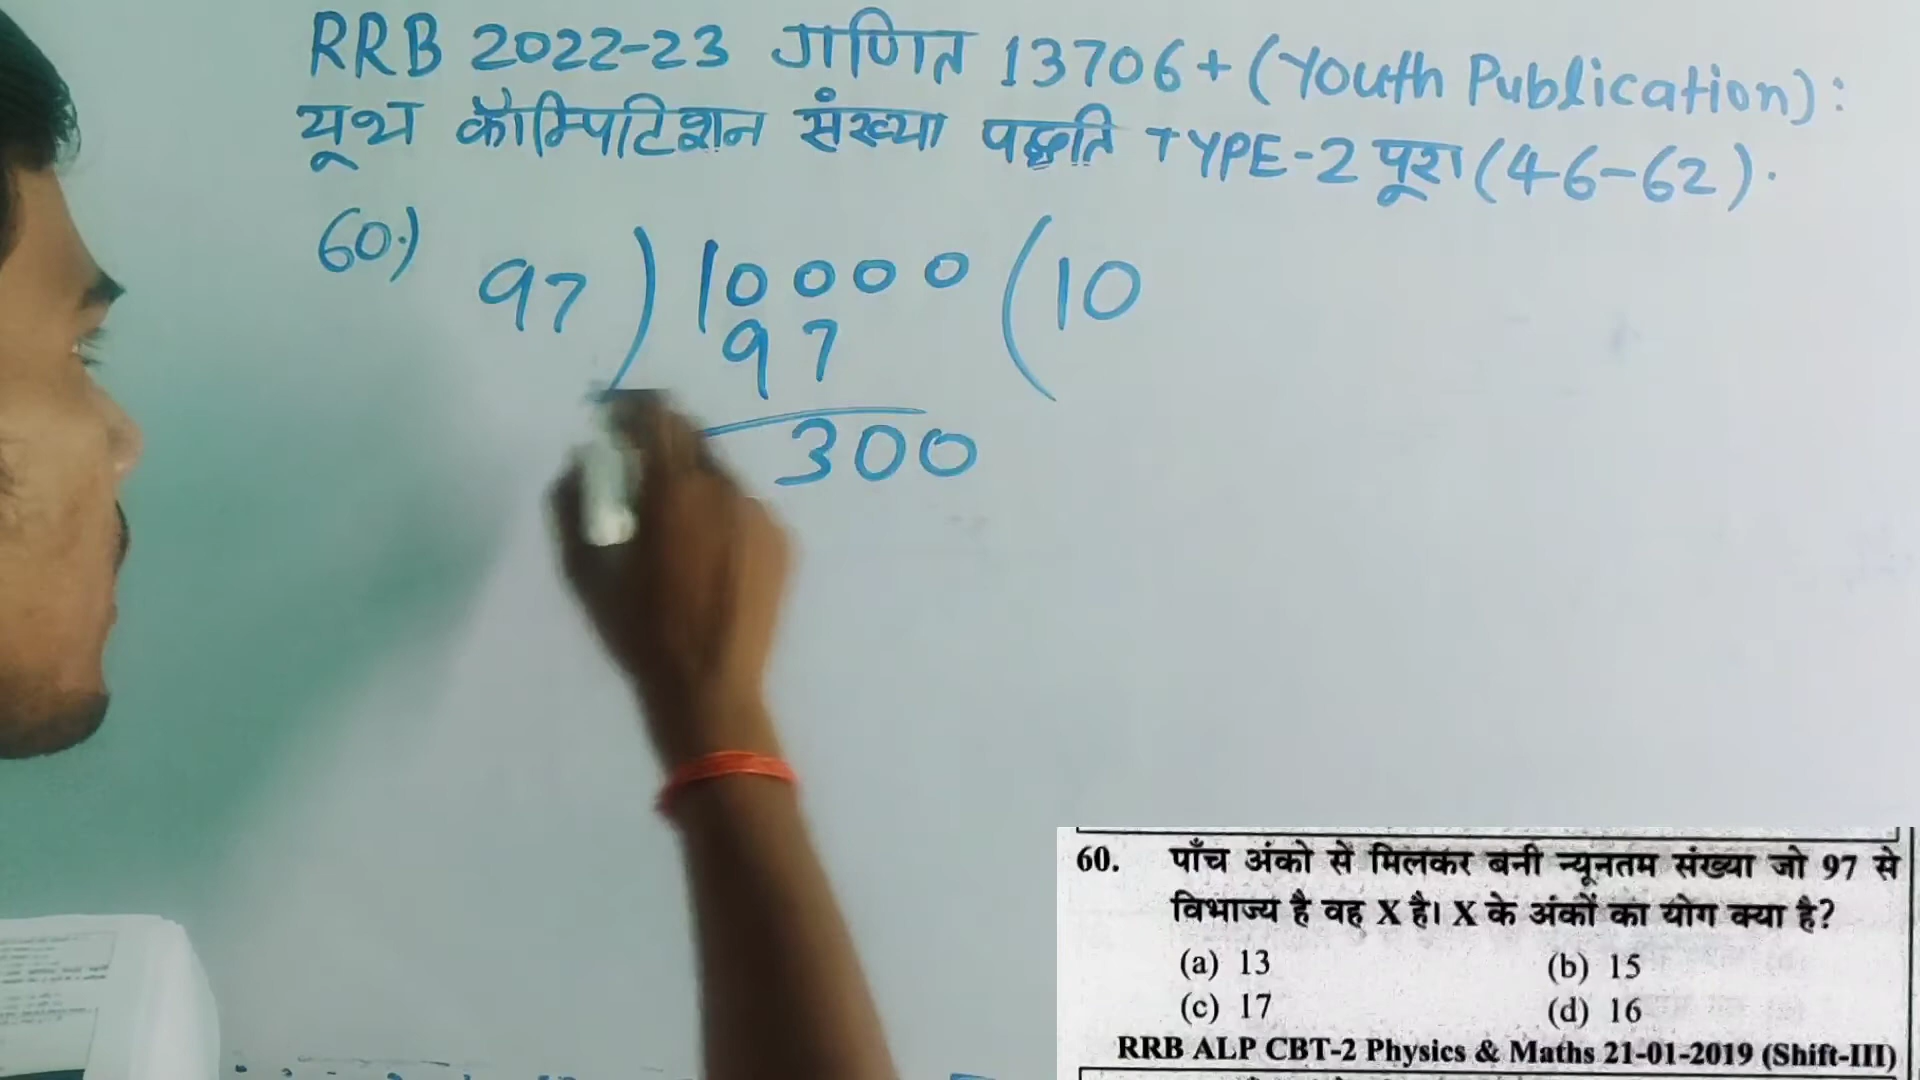 RRB 2022-23 गणित 13706+ (Youth Publication):
यूथ कौम्पिटिशन संख्या पद्धति TYPE-2 पूरा (46-62).
60.)
97 ) 10000 ( 10
97
300
60. पाँच अंको से मिलकर बनी न्यूनतम संख्या जो 97 से
विभाज्य है वह X है। X के अंकों का योग क्या है?
(a) 13 (b) 15
(c) 17 (d) 16
RRB ALP CBT-2 Physics & Maths 21-01-2019 (Shift-III)